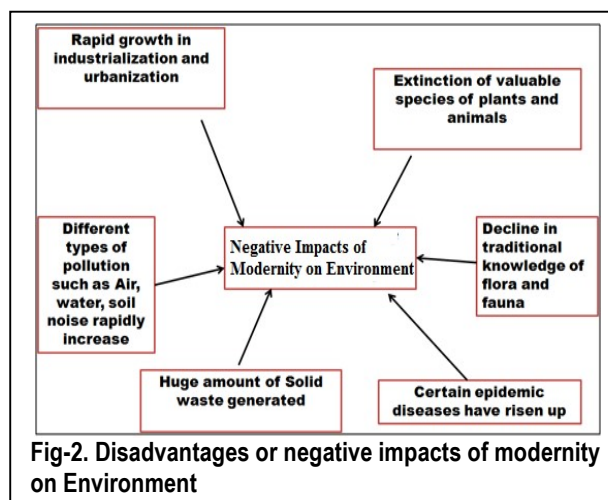 Rapid growth in
industrialization and
urbanization
Extinction of valuable
species of plants and
animals
Different
types of
pollution
such as Air,
water, soil
noise rapidly
increase
Negative Impacts of
Modernity on Environment
Decline in
traditional
knowledge of
flora and
fauna
Huge amount of Solid
waste generated
Certain epidemic
diseases have risen up
Fig-2. Disadvantages or negative impacts of modernity
on Environment